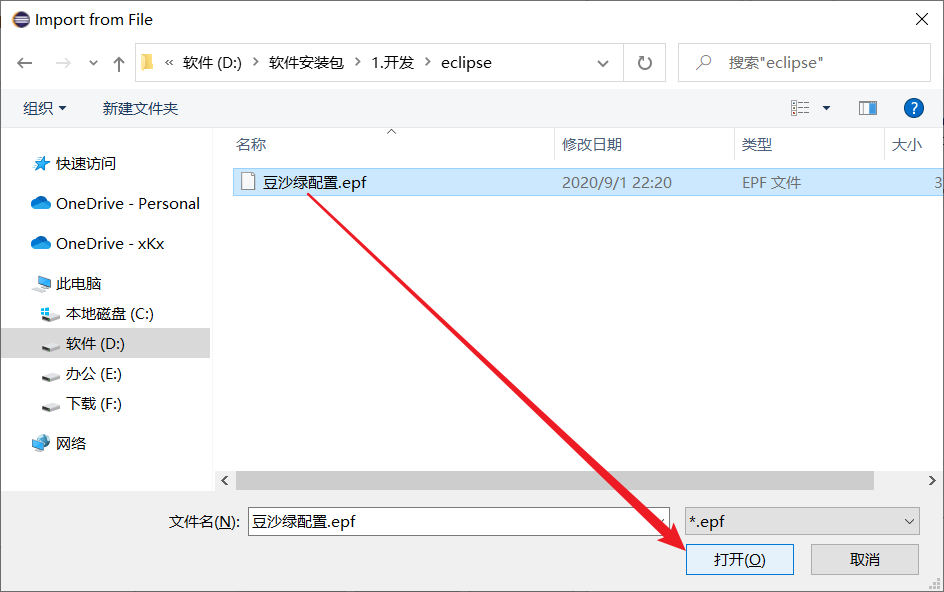 Import from File
« 软件 (D:) > 软件安装包 > 1.开发 > eclipse
搜索"eclipse"
组织
新建文件夹
名称 修改日期 类型 大小
豆沙绿配置.epf 2020/9/1 22:20 EPF 文件 3
快速访问
OneDrive - Personal
OneDrive - xKx
此电脑
本地磁盘 (C:)
软件 (D:)
办公 (E:)
下载 (F:)
网络
文件名(N): 豆沙绿配置.epf *.epf
打开(O) 取消